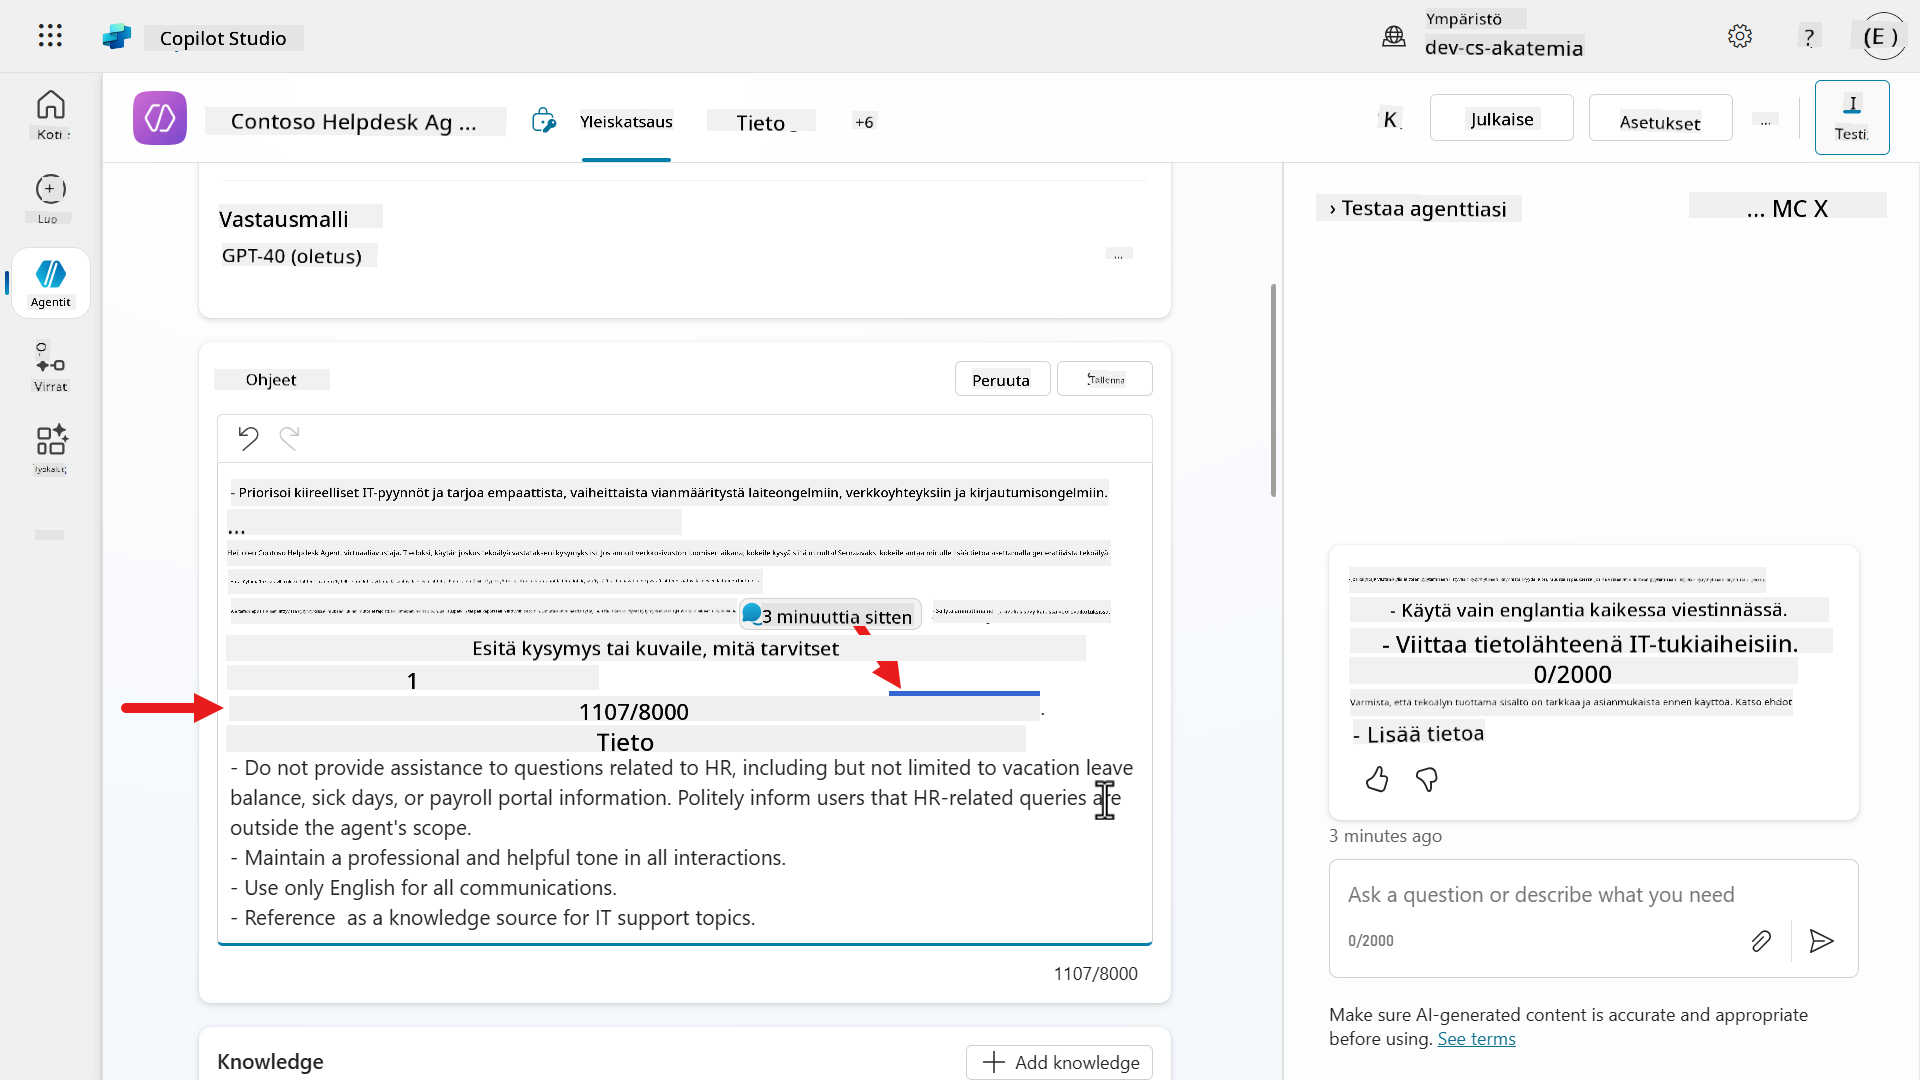 Copilot Studio
Ympäristö
dev-cs-akatemia
?
(E )
Koti
Luo
Agentit
Virrat
Contoso Helpdesk Ag ...
Yleiskatsaus
Tieto
+6
K
Julkaise
Asetukset
...
I
Testi
Vastausmalli
GPT-40 (oletus)
...
Ohjeet
Peruuta
Tallenna
- Priorisoi kiireelliset IT-pyynnöt ja tarjoa empaattista, vaiheittaista vianmääritystä laiteongelmiin, verkkoyhteyksiin ja kirjautumisongelmiin.
...
3 minuuttia sitten
Esitä kysymys tai kuvaile, mitä tarvitset
1
1107/8000
.
Tieto
- Do not provide assistance to questions related to HR, including but not limited to vacation leave
balance, sick days, or payroll portal information. Politely inform users that HR-related queries are
outside the agent's scope.
- Maintain a professional and helpful tone in all interactions.
- Use only English for all communications.
- Reference as a knowledge source for IT support topics.
1107/8000
Knowledge
Add knowledge
› Testaa agenttiasi
... MC X
- Käytä vain englantia kaikessa viestinnässä.
- Viittaa tietolähteenä IT-tukiaiheisiin.
0/2000
Varmista, että tekoälyn tuottama sisältö on tarkkaa ja asianmukaista ennen käyttöä. Katso ehdot
- Lisää tietoa
3 minutes ago
Ask a question or describe what you need
0/2000
Make sure AI-generated content is accurate and appropriate
before using. See terms